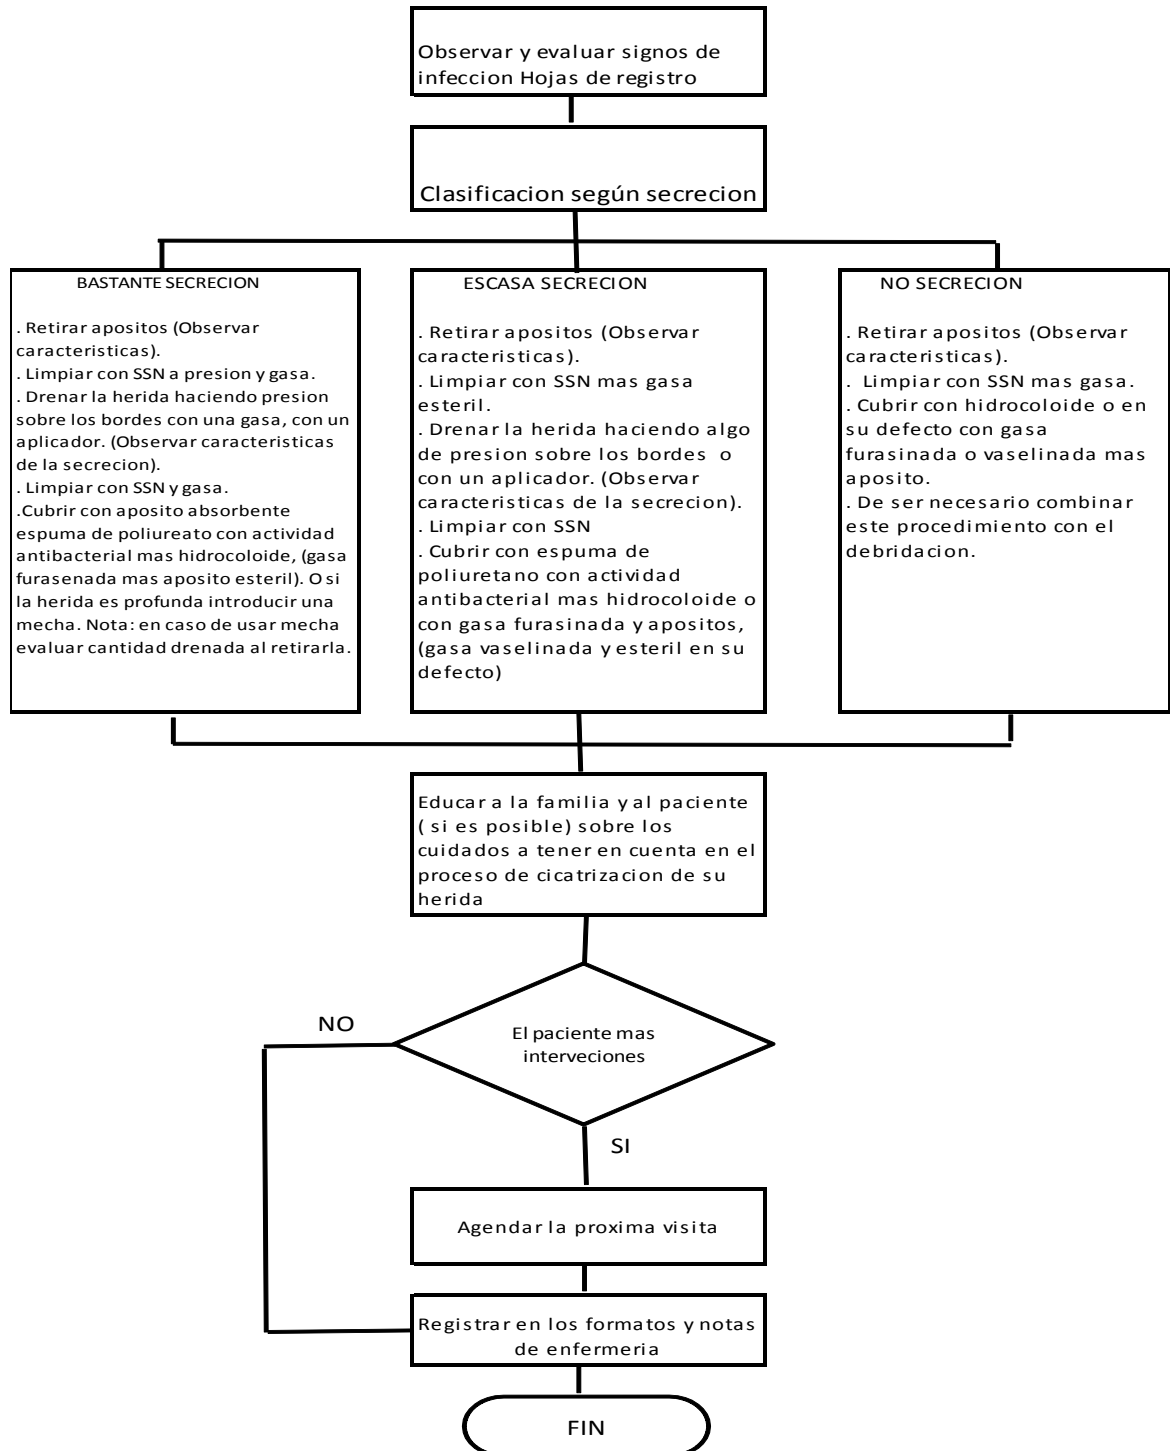 Observar y evaluar signos de
infeccion Hojas de registro
Clasificacion según secrecion
BASTANTE SECRECION
. Retirar apositos (Observar
caracteristicas).
. Limpiar con SSN a presion y gasa.
. Drenar la herida haciendo presion
sobre los bordes con una gasa, con un
aplicador. (Observar caracteristicas
de la secrecion).
. Limpiar con SSN y gasa.
.Cubrir con aposito absorbente
espuma de poliureato con actividad
antibacterial mas hidrocoloide, (gasa
furasenada mas aposito esteril). O si
la herida es profunda introducir una
mecha. Nota: en caso de usar mecha
evaluar cantidad drenada al retirarla.
ESCASA SECRECION
. Retirar apositos (Observar
caracteristicas).
. Limpiar con SSN mas gasa
esteril.
. Drenar la herida haciendo algo
de presion sobre los bordes o
con un aplicador. (Observar
caracteristicas de la secrecion).
. Limpiar con SSN
. Cubrir con espuma de
poliuretano con actividad
antibacterial mas hidrocoloide o
con gasa furasinada y apositos,
(gasa vaselinada y esteril en su
defecto)
NO SECRECION
. Retirar apositos (Observar
caracteristicas).
. Limpiar con SSN mas gasa.
. Cubrir con hidrocoloide o en
su defecto con gasa
furasinada o vaselinada mas
aposito.
. De ser necesario combinar
este procedimiento con el
debridacion.
Educar a la familia y al paciente
( si es posible) sobre los
cuidados a tener en cuenta en el
proceso de cicatrizacion de su
herida
NO
El paciente mas
interveciones
SI
Agendar la proxima visita
Registrar en los formatos y notas
de enfermeria
FIN